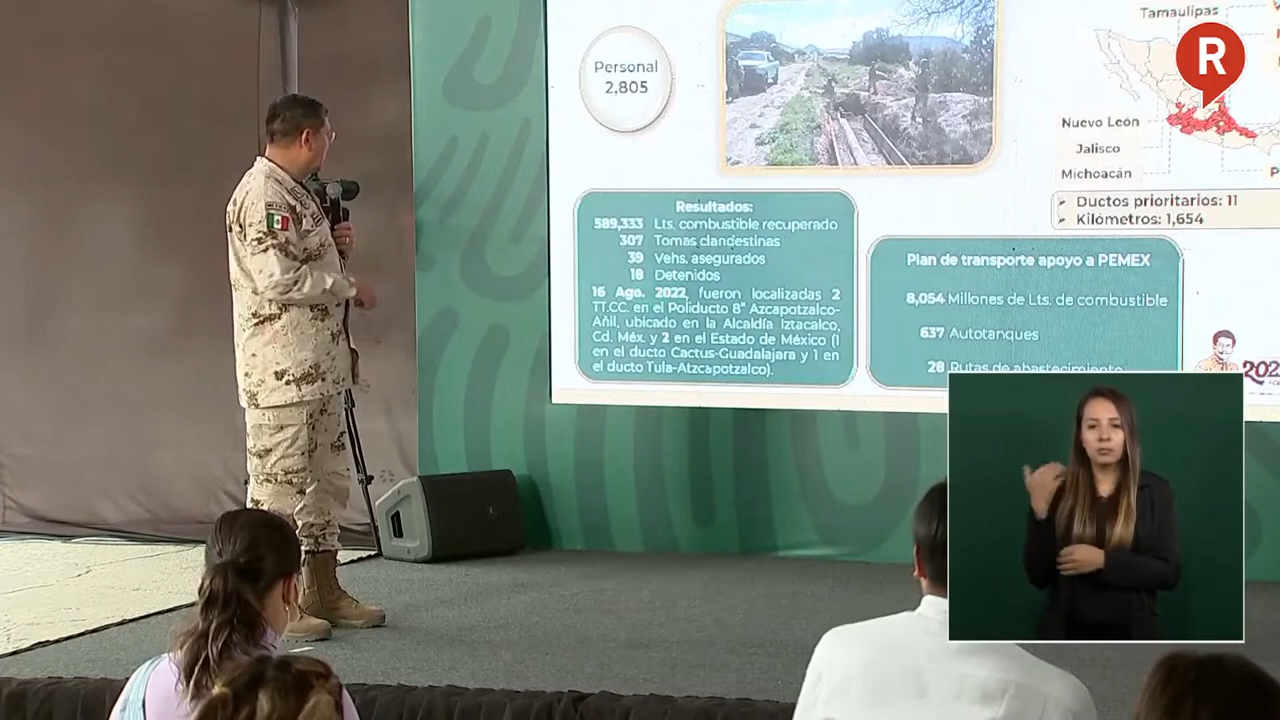 Tamaulipas
R
Personal
2,805
Nuevo León
Jalisco
Michoacán
Ductos prioritarios: 11
Kilómetros: 1,654
Resultados:
589,333 Lts. combustible recuperado
307 Tomas clandestinas
39 Vehs. asegurados
18 Detenidos
16 Ago. 2022, fueron localizadas 2
TT.CC. en el Poliducto 8" Azcapotzalco-
Añil, ubicado en la Alcaldía Iztacalco,
Cd. Méx. y 2 en el Estado de México (1
en el ducto Cactus-Guadalajara y 1 en
el ducto Tula-Atzcapotzalco).
Plan de transporte apoyo a PEMEX
8,054 Millones de Lts. de combustible
637 Autotanques
28 Rutas de abastecimiento
MÉXICO